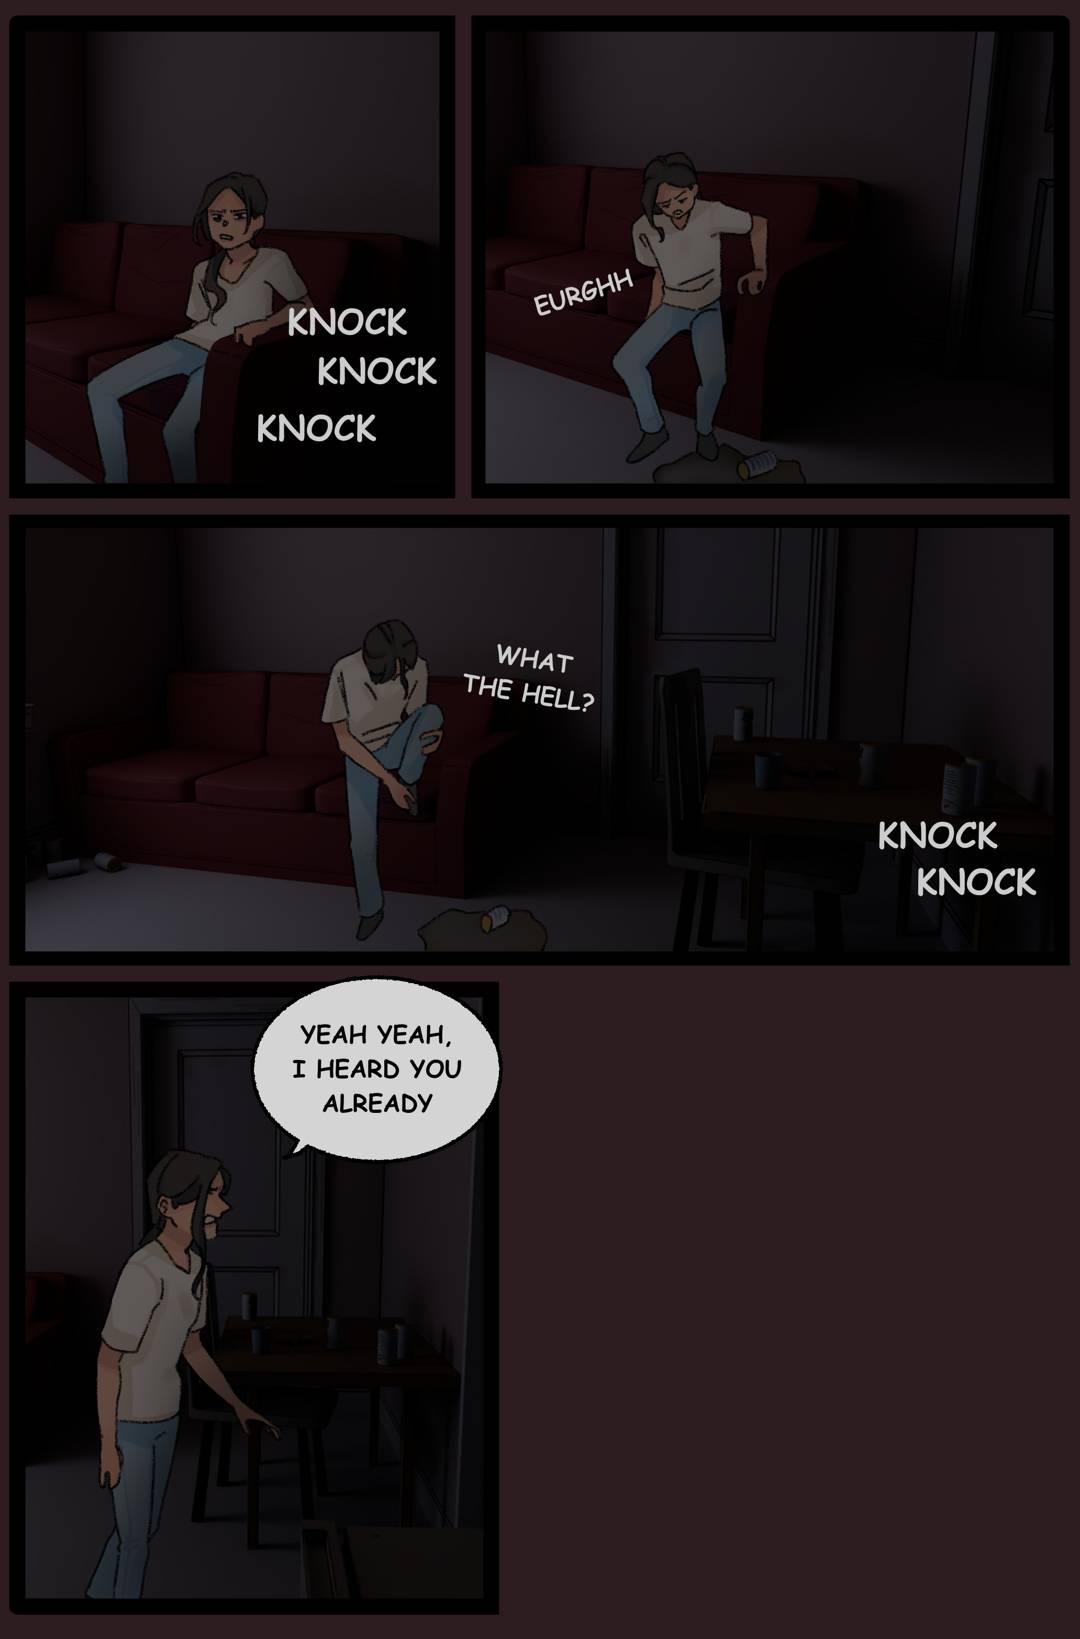 KNOCK
KNOCK
KNOCK
EURGHH
WHAT
THE HELL?
KNOCK
KNOCK
YEAH YEAH,
I HEARD YOU
ALREADY